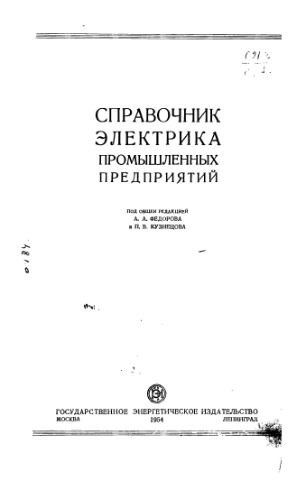 СПРАВОЧНИК
ЭЛЕКТРИКА
ПРОМЫШЛЕННЫХ
ПРЕДПРИЯТИЙ
ПОД ОБЩЕЙ РЕДАКЦИЕЙ
А. А. ФЕДОРОВА
и П. В. КУЗНЕЦОВА
ГОСУДАРСТВЕННОЕ ЭНЕРГЕТИЧЕСКОЕ ИЗДАТЕЛЬСТВО
МОСКВА 1954 ЛЕНИНГРАД